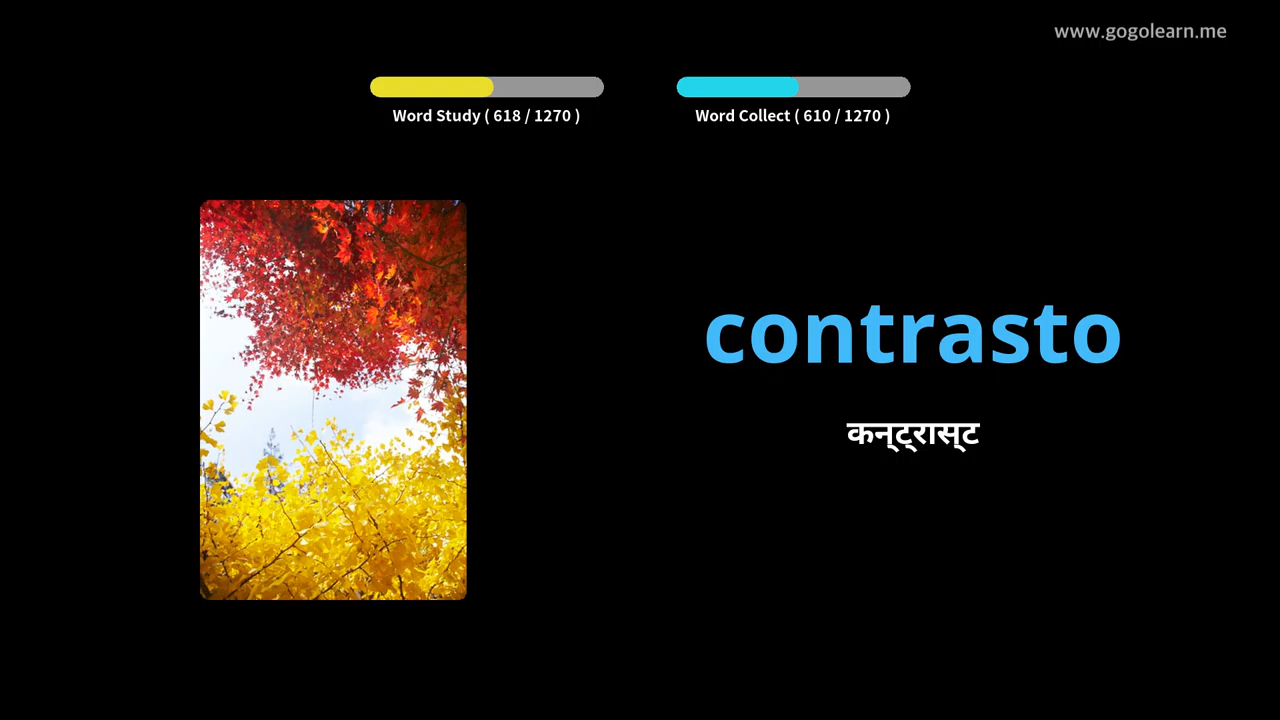 www.gogolearn.me
Word Study ( 618 / 1270 )
Word Collect ( 610 / 1270 )
contrasto
कन्ट्रास्ट